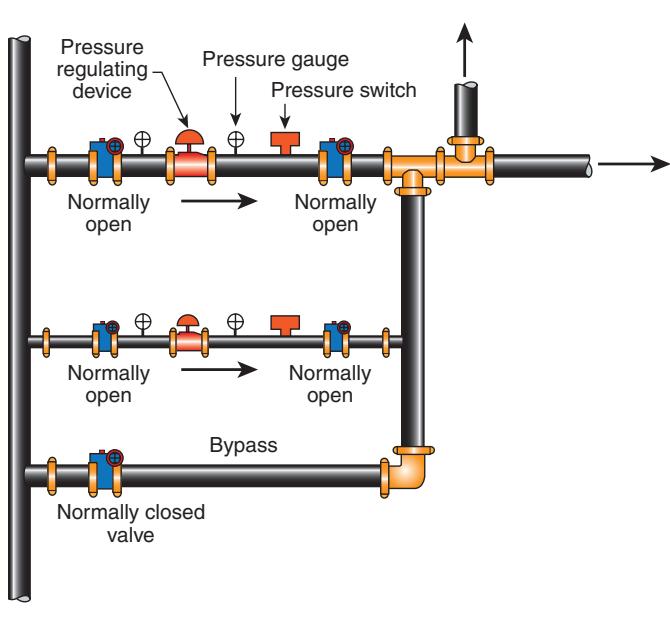 Pressure
regulating
device
Pressure gauge
Pressure switch
Normally
open
Normally
open
Normally
open
Normally
open
Bypass
Normally closed
valve